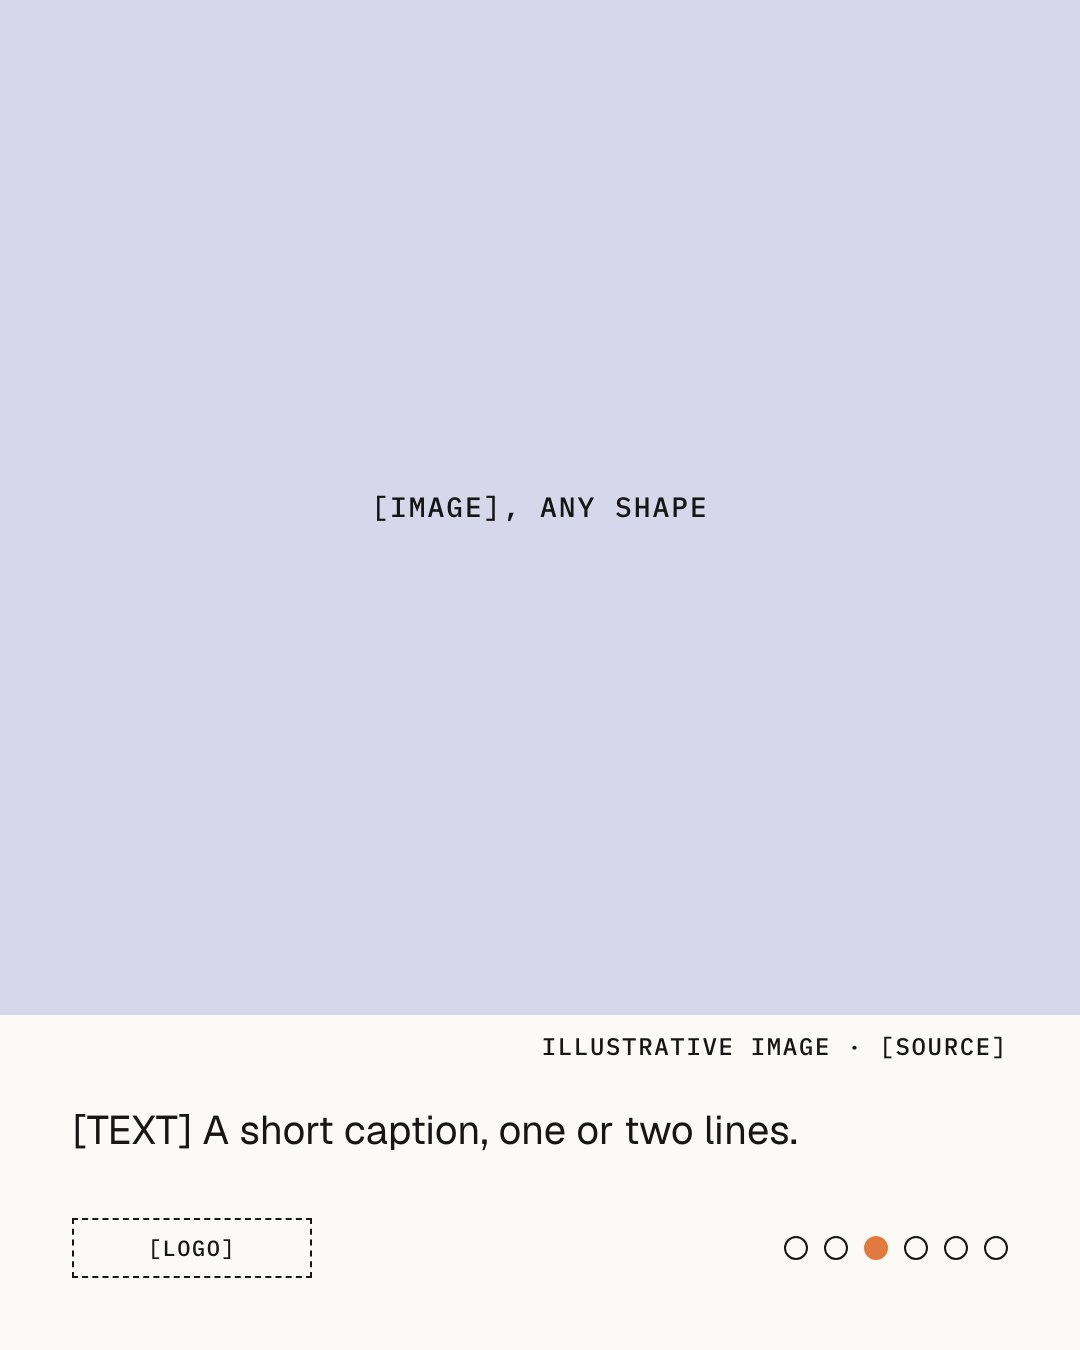 [IMAGE], ANY SHAPE
ILLUSTRATIVE IMAGE · [SOURCE]
[TEXT] A short caption, one or two lines.
[LOGO]